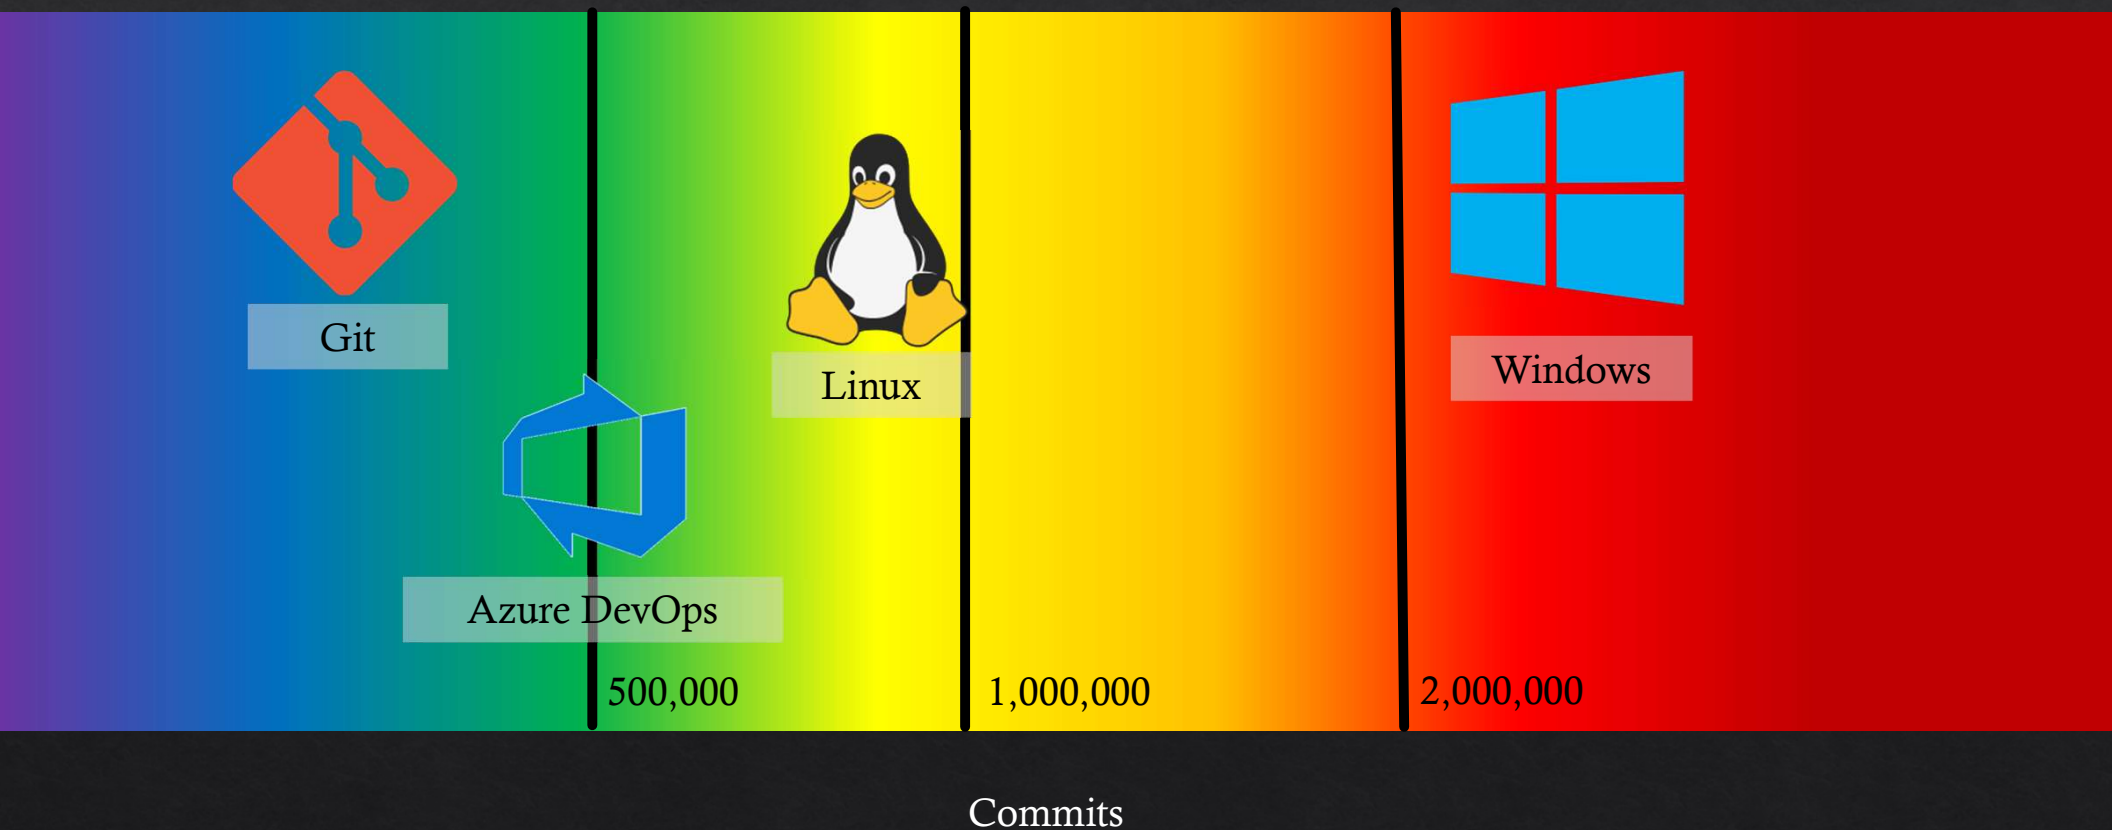 Git
Linux
Windows
Azure DevOps
500,000
1,000,000
2,000,000
Commits